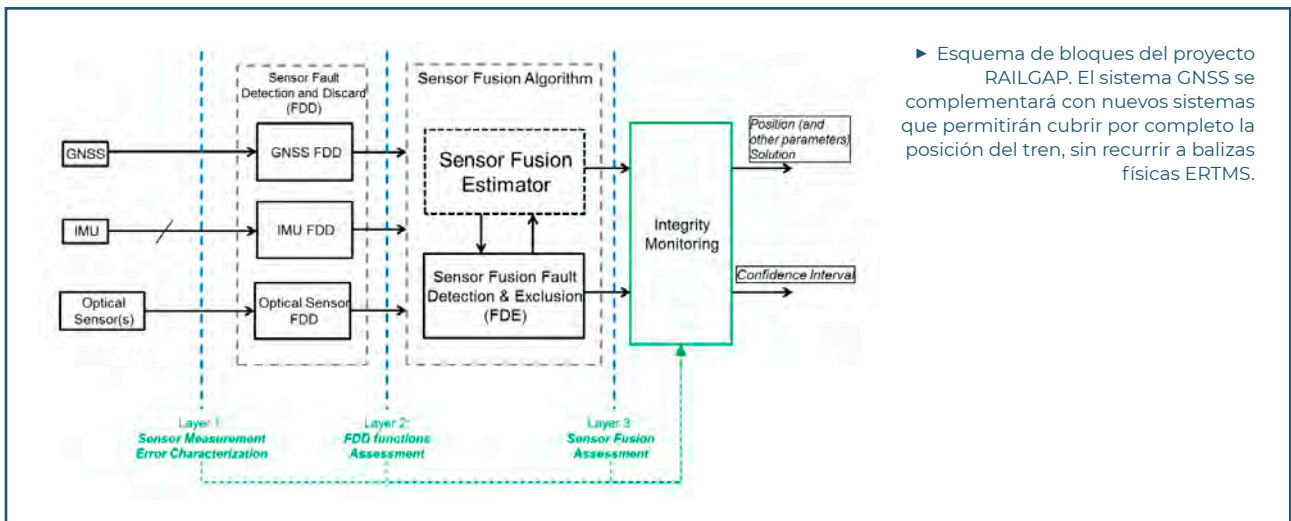 ► Esquema de bloques del proyecto
RAILGAP. El sistema GNSS se
complementará con nuevos sistemas
que permitirán cubrir por completo la
posición del tren, sin recurrir a balizas
físicas ERTMS.
Sensor Fault
Detection and Discard
(FDD)
Sensor Fusion Algorithm
GNSS
GNSS FDD
IMU
IMU FDD
Optical
Sensor(s)
Optical Sensor
FDD
Sensor Fusion
Estimator
Sensor Fusion Fault
Detection & Exclusion
(FDE)
Integrity
Monitoring
Position (and
other parameters)
Solution
Confidence Interval
Layer 1:
Sensor Measurement
Error Characterization
Layer 2:
FDD functions
Assessment
Layer 3:
Sensor Fusion
Assessment